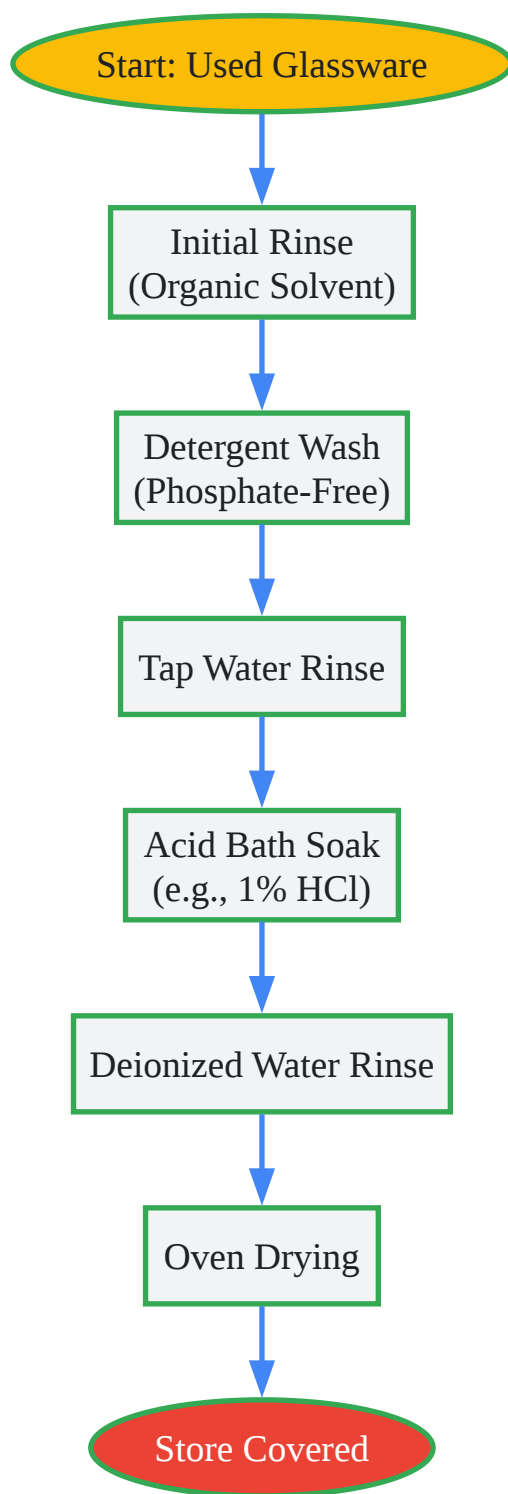 Start: Used Glassware
Initial Rinse
(Organic Solvent)
Detergent Wash
(Phosphate-Free)
Tap Water Rinse
Acid Bath Soak
(e.g., 1% HCl)
Deionized Water Rinse
Oven Drying
Store Covered